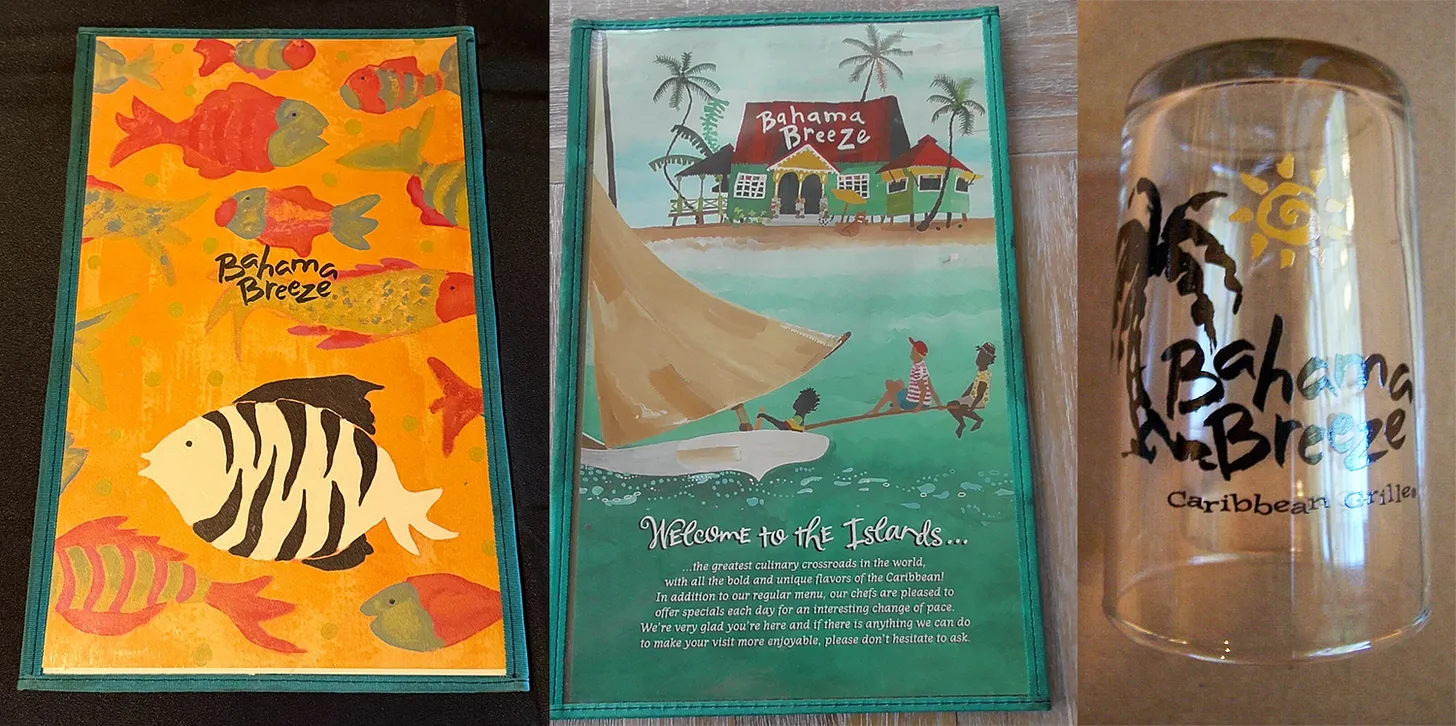 Bahama
Breeze
Bahama
Breeze
Welcome to the Islands...
...the greatest culinary crossroads in the world,
with all the bold and unique flavors of the Caribbean!
In addition to our regular menu, our chefs are pleased to
offer specials each day for an interesting change of pace.
We're very glad you're here and if there is anything we can do
to make your visit more enjoyable, please don't hesitate to ask.
Bahama
Breeze
Caribbean Grille